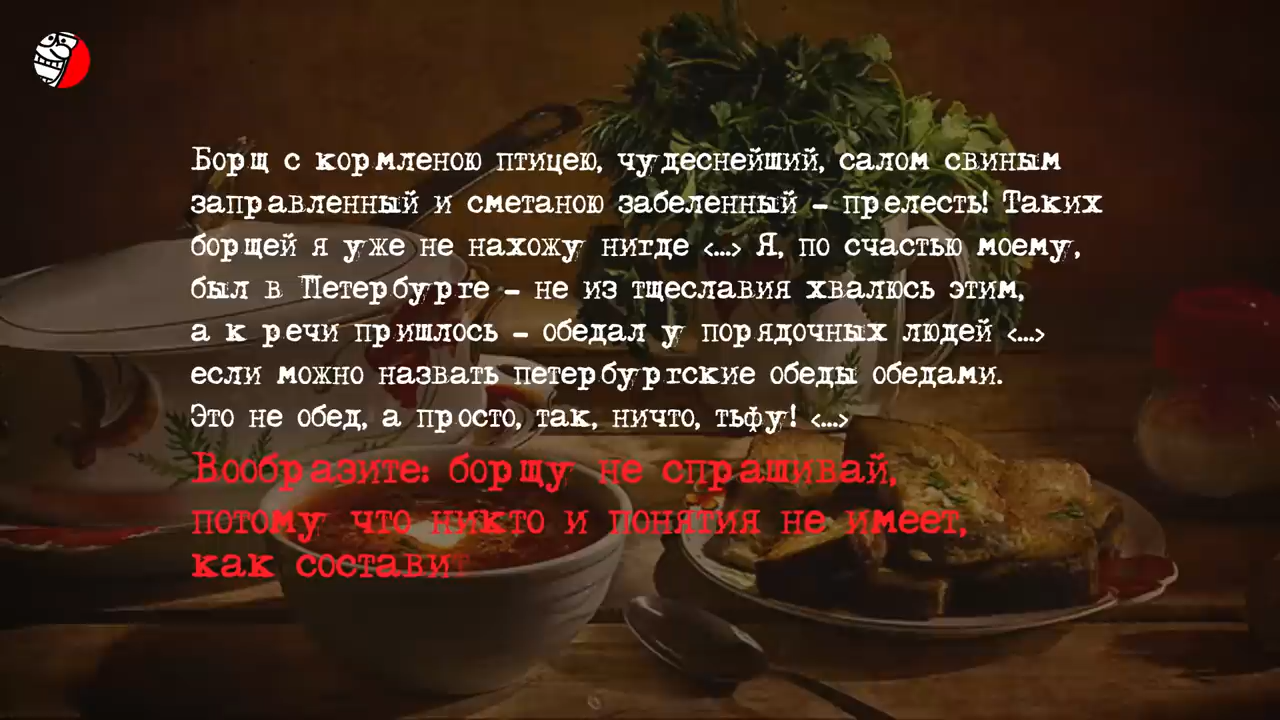 Борщ с кормленою птицею, чудеснейший, салом свиным
заправленный и сметаною забеленный – прелесть! Таких
борщей я уже не нахожу нигде <...> Я, по счастью моему,
был в Петербурге – не из тщеславия хвалюсь этим,
а к речи пришлось – обедал у порядочных людей <...>
если можно назвать петербургские обеды обедами.
Это не обед, а просто, так, ничто, тьфу! <...>
Вообразите: борщу не спрашивай,
потому что никто и понятия не имеет,
как составит